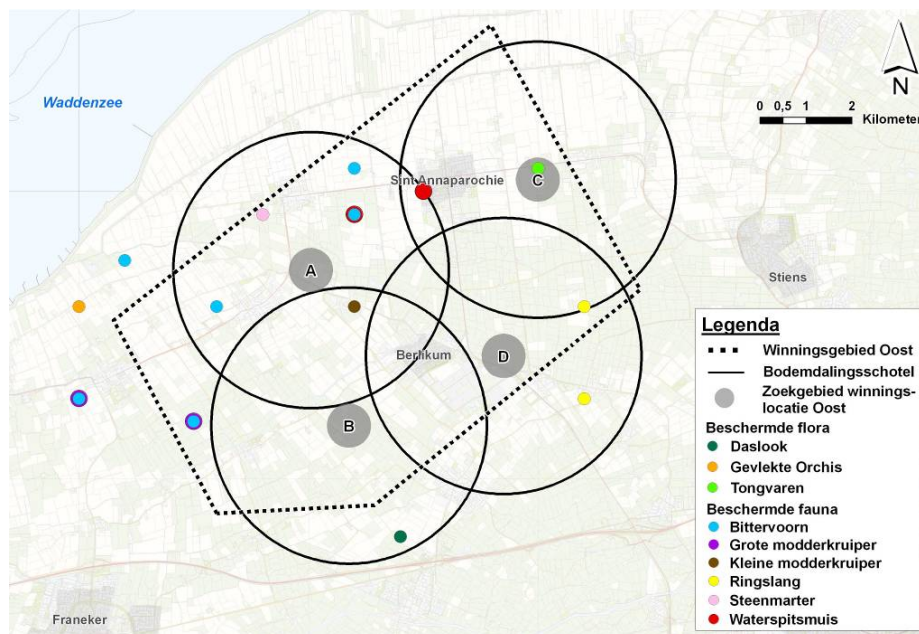 Waddenzee
N
0 0,5 1 2
Kilometer
Sint Annaparochie
C
A
Stiens
Berlikum
D
B
Franeker
Legenda
Winningsgebied Oost
Bodemdalingsschotel
Zoekgebied winnings-
locatie Oost
Beschermde flora
Daslook
Gevlekte Orchis
Tongvaren
Beschermde fauna
Bittervoorn
Grote modderkruiper
Kleine modderkruiper
Ringslang
Steenmarter
Waterspitsmuis